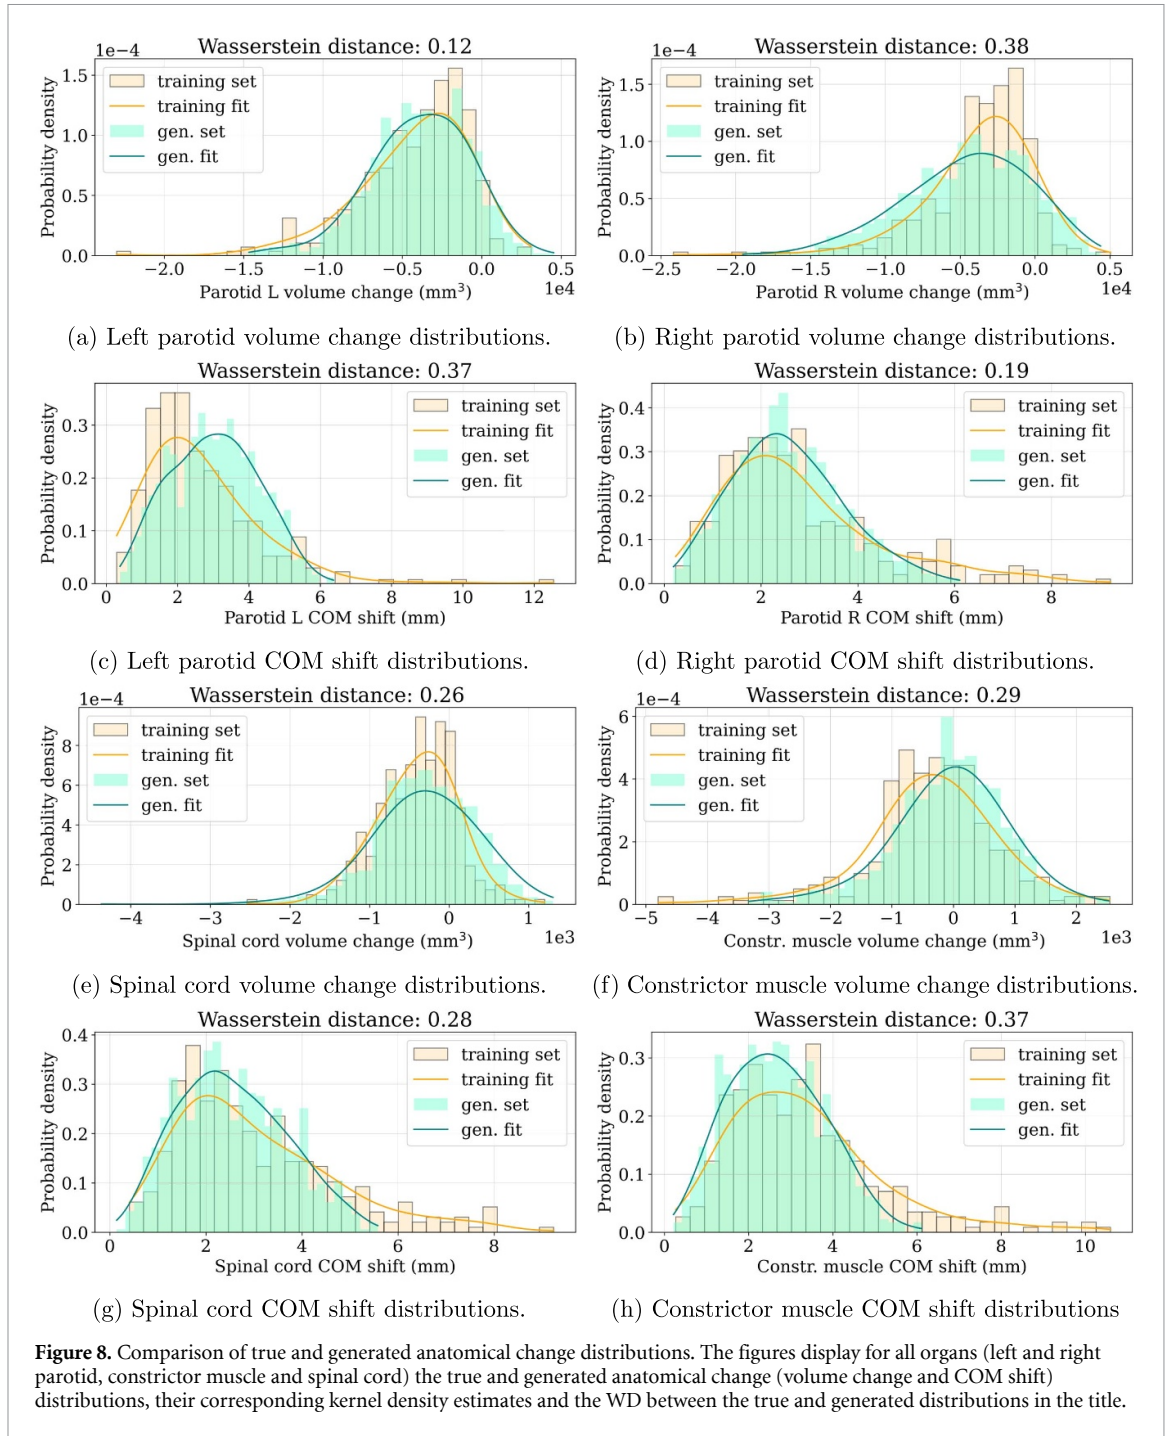 Wasserstein distance: 0.12
1e−4
Probability density
1.5
1.0
0.5
0.0
training set
training fit
gen. set
gen. fit
−2.0 −1.5 −1.0 −0.5 0.0 0.5
1e4
Parotid L volume change (mm³)
(a) Left parotid volume change distributions.
Wasserstein distance: 0.38
1e−4
Probability density
1.5
1.0
0.5
0.0
training set
training fit
gen. set
gen. fit
−2.5 −2.0 −1.5 −1.0 −0.5 0.0 0.5
1e4
Parotid R volume change (mm³)
(b) Right parotid volume change distributions.
Wasserstein distance: 0.37
Probability density
0.3
0.2
0.1
0.0
training set
training fit
gen. set
gen. fit
0 2 4 6 8 10 12
Parotid L COM shift (mm)
(c) Left parotid COM shift distributions.
Wasserstein distance: 0.19
Probability density
0.4
0.3
0.2
0.1
0.0
training set
training fit
gen. set
gen. fit
0 2 4 6 8
Parotid R COM shift (mm)
(d) Right parotid COM shift distributions.
Wasserstein distance: 0.26
1e−4
Probability density
8
6
4
2
0
training set
training fit
gen. set
gen. fit
−4 −3 −2 −1 0 1
1e3
Spinal cord volume change (mm³)
(e) Spinal cord volume change distributions.
Wasserstein distance: 0.29
1e−4
Probability density
6
4
2
0
training set
training fit
gen. set
gen. fit
−5 −4 −3 −2 −1 0 1 2
1e3
Constr. muscle volume change (mm³)
(f) Constrictor muscle volume change distributions.
Wasserstein distance: 0.28
Probability density
0.4
0.3
0.2
0.1
0.0
training set
training fit
gen. set
gen. fit
0 2 4 6 8
Spinal cord COM shift (mm)
(g) Spinal cord COM shift distributions.
Wasserstein distance: 0.37
Probability density
0.3
0.2
0.1
0.0
training set
training fit
gen. set
gen. fit
0 2 4 6 8 10
Constr. muscle COM shift (mm)
(h) Constrictor muscle COM shift distributions
Figure 8. Comparison of true and generated anatomical change distributions. The figures display for all organs (left and right
parotid, constrictor muscle and spinal cord) the true and generated anatomical change (volume change and COM shift)
distributions, their corresponding kernel density estimates and the WD between the true and generated distributions in the title.